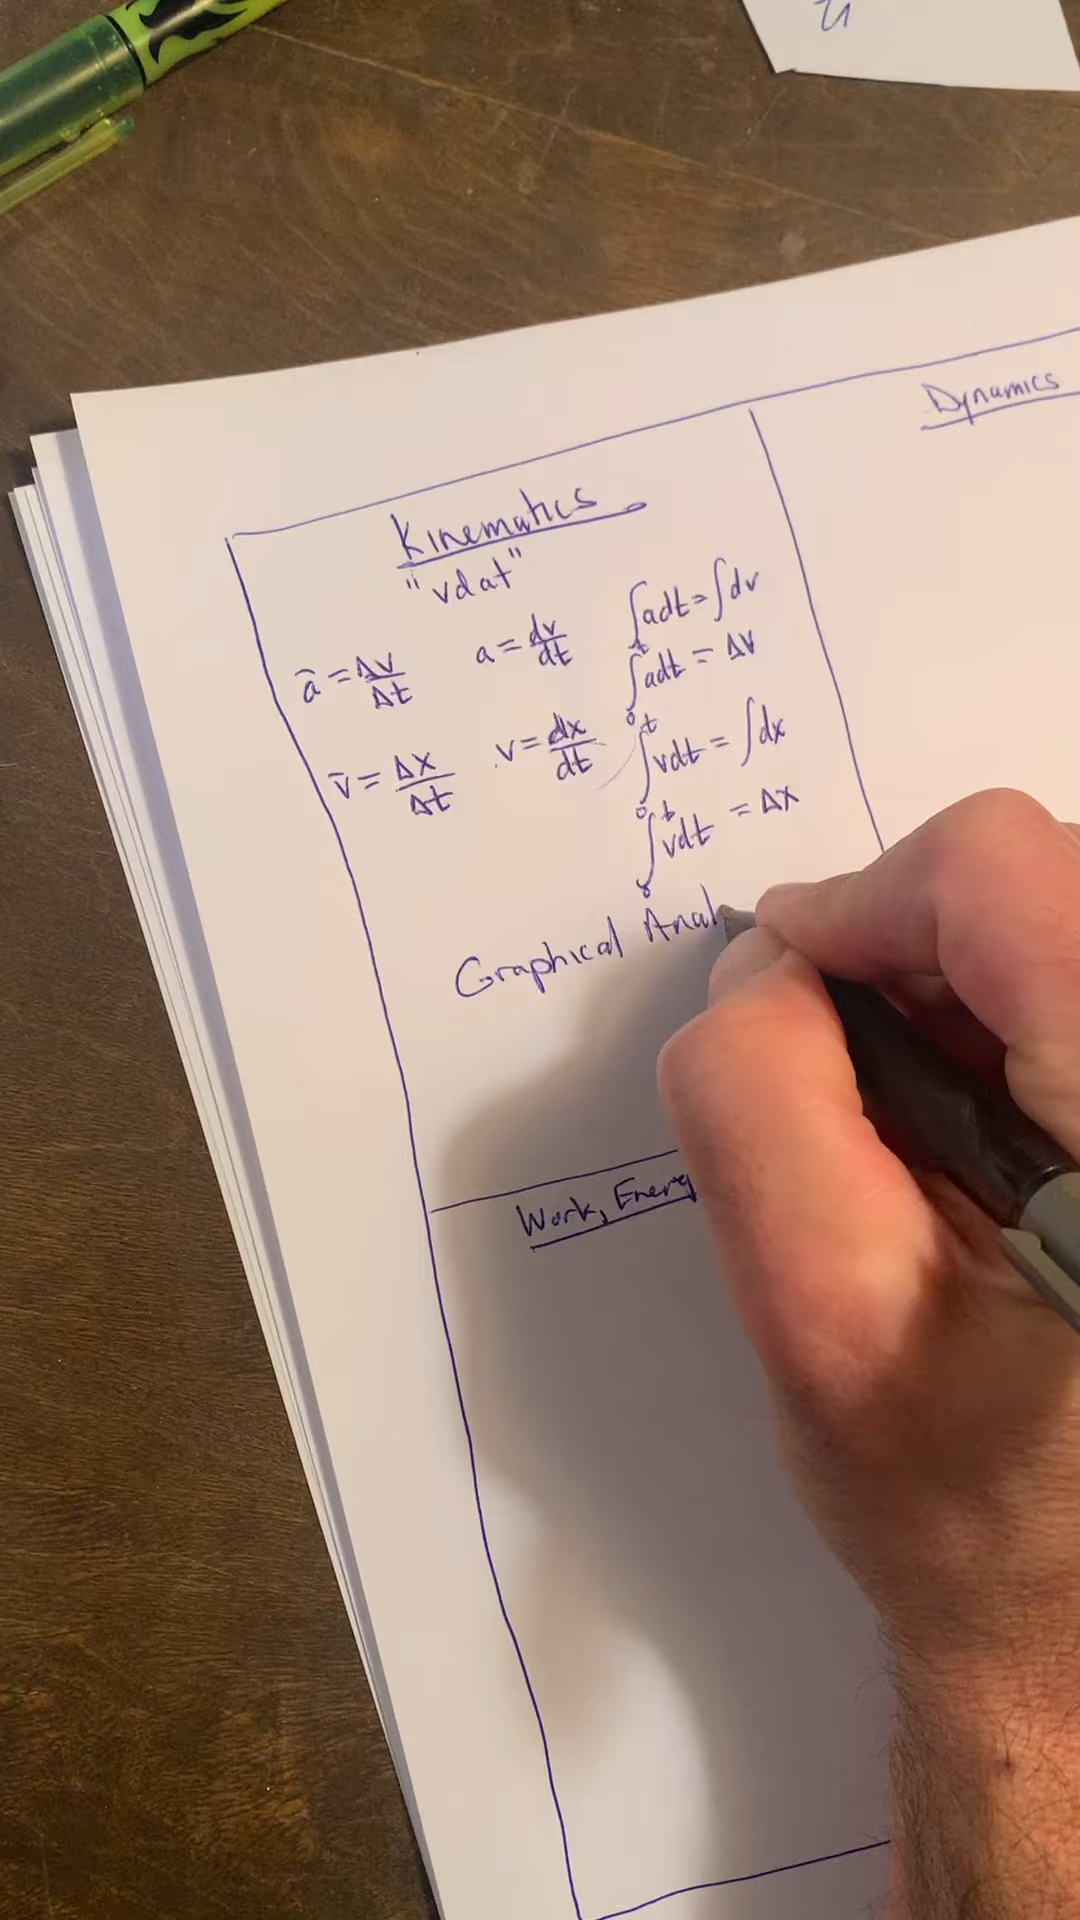 Kinematics
"vdat"
ā = Δv/Δt
a = dv/dt
∫adt = ∫dv
∫₀ᵗ adt = Δv
v̄ = Δx/Δt
v = dx/dt
∫₀ᵗ vdt = ∫dx
∫₀ᵗ vdt = Δx
Graphical Anal
Dynamics
Work, Energ